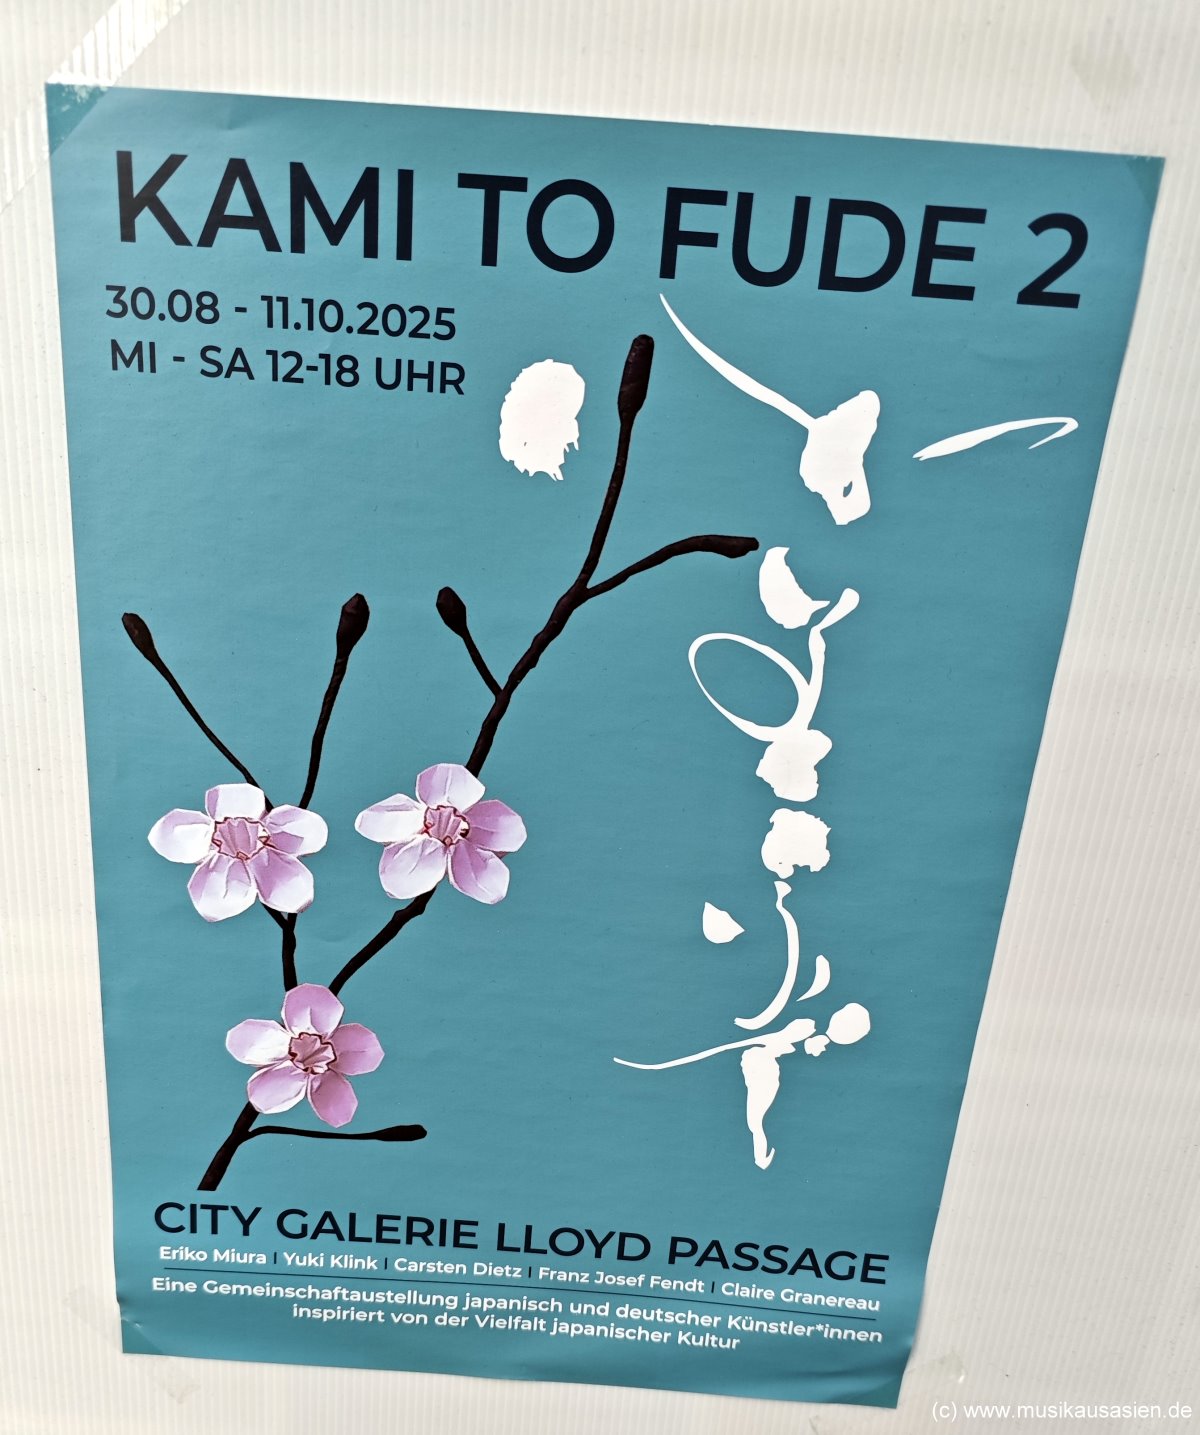 KAMI TO FUDE 2
30.08 - 11.10.2025
MI - SA 12-18 UHR
CITY GALERIE LLOYD PASSAGE
Eriko Miura | Yuki Klink | Carsten Dietz | Franz Josef Fendt | Claire Granereau
Eine Gemeinschaftaustellung japanisch und deutscher Künstler*innen
inspiriert von der Vielfalt japanischer Kultur
(c) www.musikausasien.de